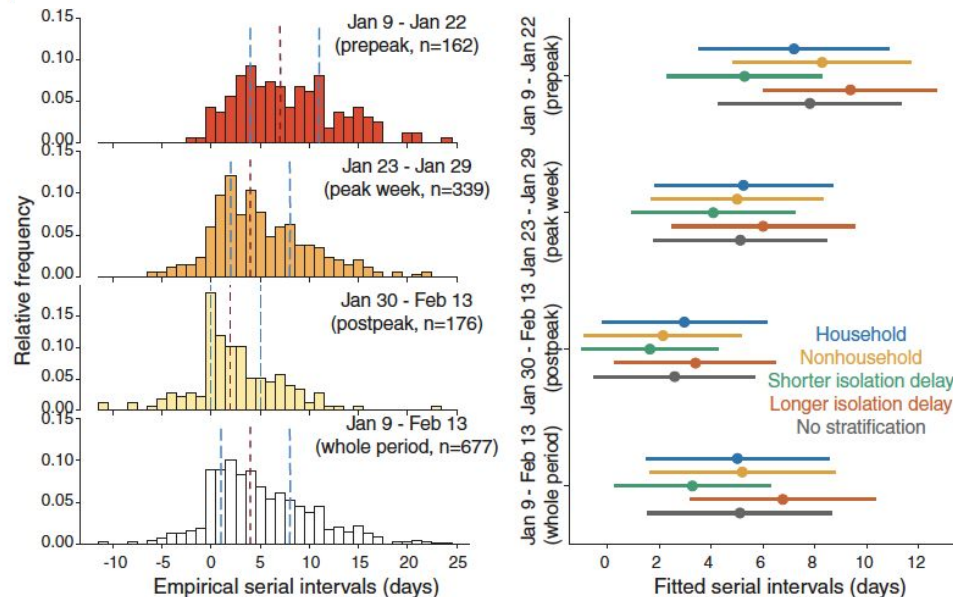 0.15
0.10
0.05
0.00
Jan 9 - Jan 22
(prepeak, n=162)
0.15
0.10
0.05
0.00
Jan 23 - Jan 29
(peak week, n=339)
0.15
0.10
0.05
0.00
Jan 30 - Feb 13
(postpeak, n=176)
0.15
0.10
0.05
0.00
Jan 9 - Feb 13
(whole period, n=677)
Relative frequency
-10 -5 0 5 10 15 20 25
Empirical serial intervals (days)
Jan 9 - Jan 22
(prepeak)
Jan 23 - Jan 29
(peak week)
Jan 30 - Feb 13
(postpeak)
Jan 9 - Feb 13
(whole period)
Household
Nonhousehold
Shorter isolation delay
Longer isolation delay
No stratification
0 2 4 6 8 10 12
Fitted serial intervals (days)